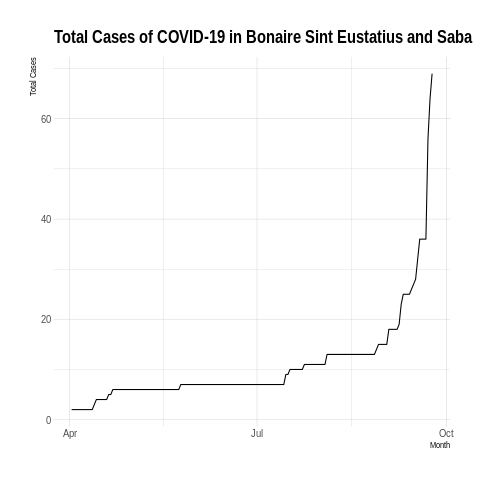 Total Cases of COVID-19 in Bonaire Sint Eustatius and Saba
Total Cases
60
40
20
0
Apr
Jul
Oct
Month